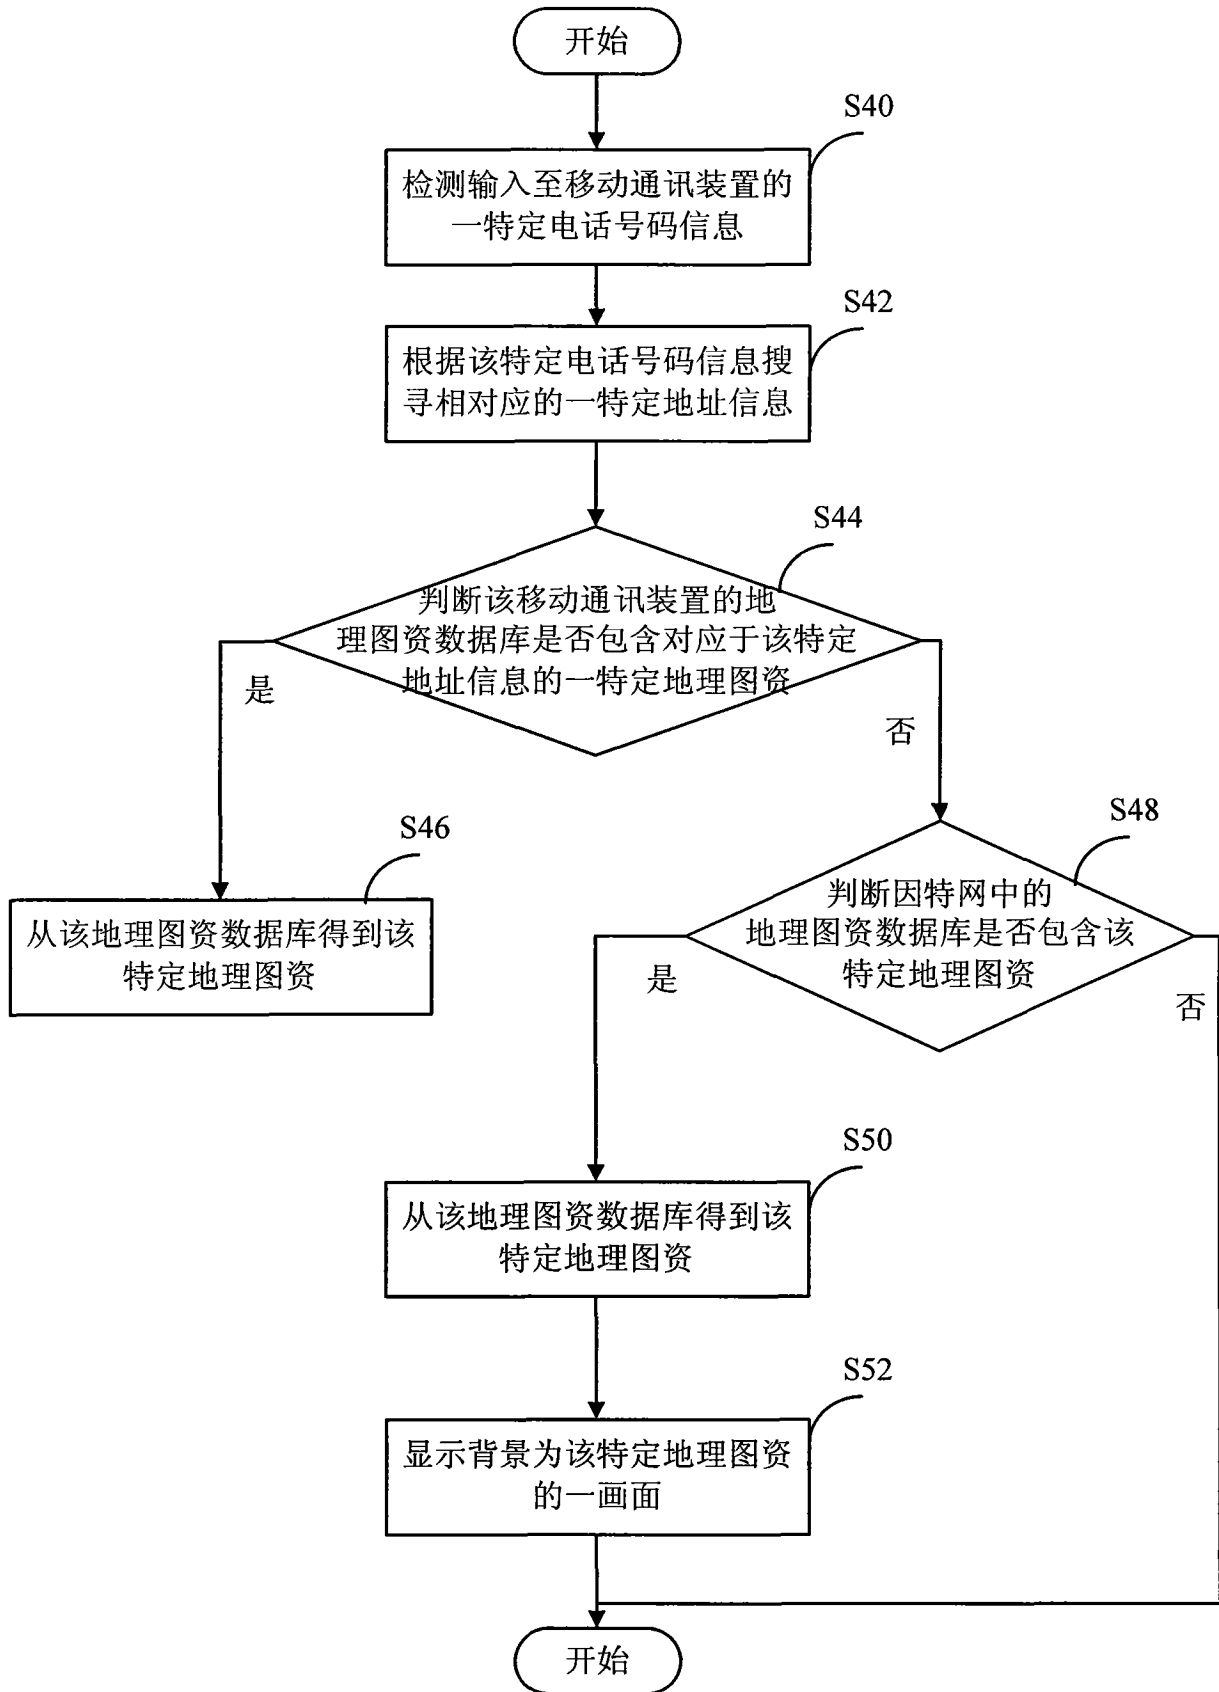 开始
S40
检测输入至移动通讯装置的
一特定电话号码信息
S42
根据该特定电话号码信息搜
寻相对应的一特定地址信息
S44
判断该移动通讯装置的地
理图资数据库是否包含对应于该特定
地址信息的一特定地理图资
是
否
S46
从该地理图资数据库得到该
特定地理图资
S48
判断因特网中的
地理图资数据库是否包含该
特定地理图资
是
否
S50
从该地理图资数据库得到该
特定地理图资
S52
显示背景为该特定地理图资
的一画面
开始